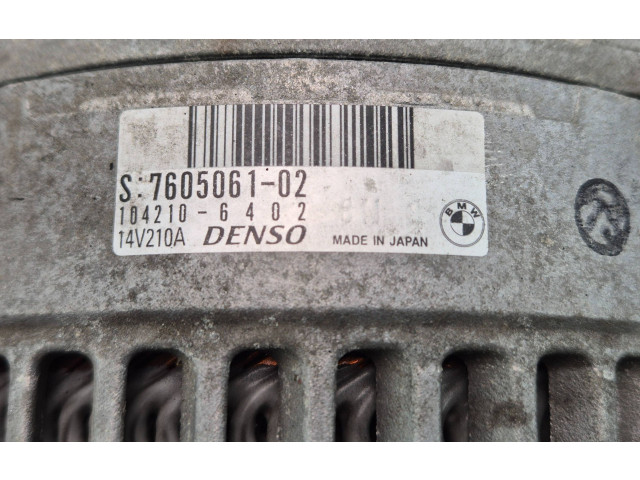 S:7605061-02
104210-6402
14V210A DENSO MADE IN JAPAN BMW